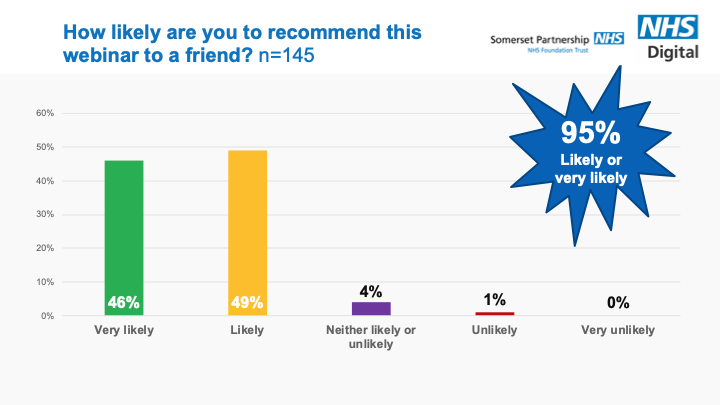 How likely are you to recommend this
webinar to a friend? n=145
Somerset Partnership NHS
NHS Foundation Trust
NHS
Digital
95%
Likely or
very likely
60%
50%
40%
30%
20%
10%
0%
46%
49%
4%
1%
0%
Very likely
Likely
Neither likely or
unlikely
Unlikely
Very unlikely